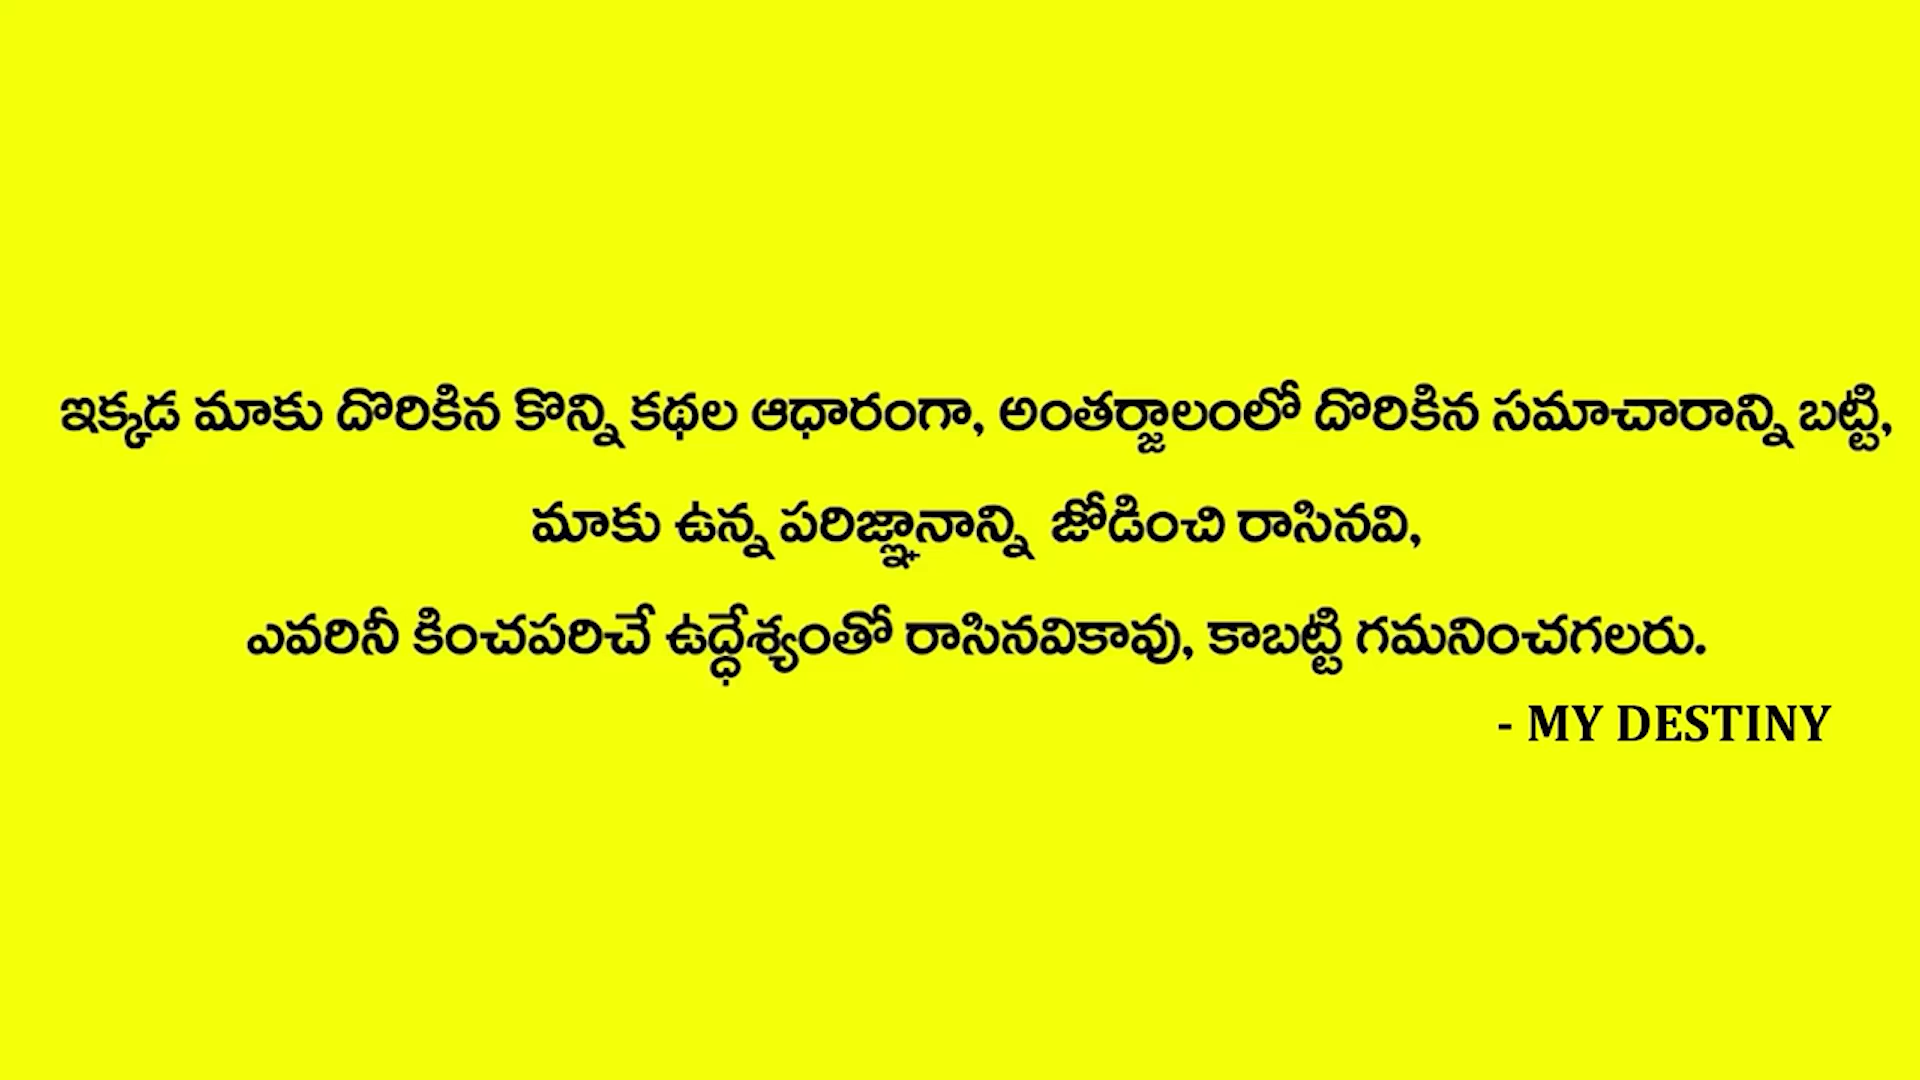 ఇక్కడ మాకు దొరికిన కొన్ని కథల ఆధారంగా, అంతర్జాలంలో దొరికిన సమాచారాన్ని బట్టి,
మాకు ఉన్న పరిజ్ఞానాన్ని జోడించి రాసినవి,
ఎవరినీ కించపరిచే ఉద్ధేశ్యంతో రాసినవికావు, కాబట్టి గమనించగలరు.
- MY DESTINY